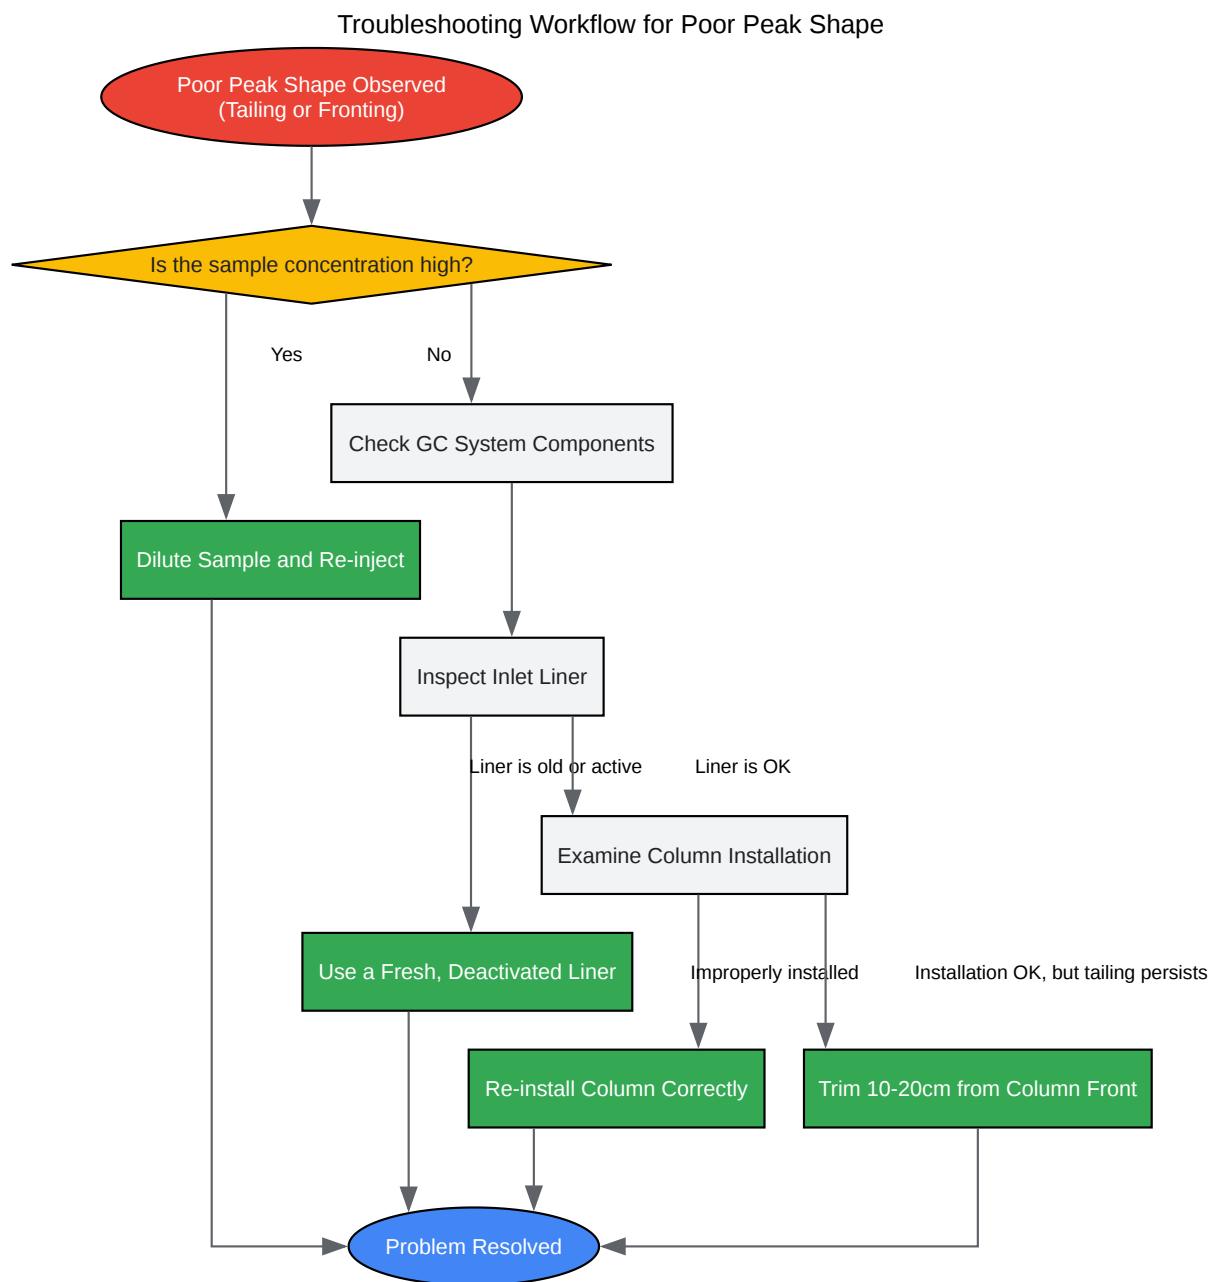 Troubleshooting Workflow for Poor Peak Shape
Poor Peak Shape Observed
(Tailing or Fronting)
Is the sample concentration high?
Yes
No
Check GC System Components
Dilute Sample and Re-inject
Inspect Inlet Liner
Liner is old or active
Liner is OK
Examine Column Installation
Use a Fresh, Deactivated Liner
Improperly installed
Installation OK, but tailing persists
Re-install Column Correctly
Trim 10-20cm from Column Front
Problem Resolved